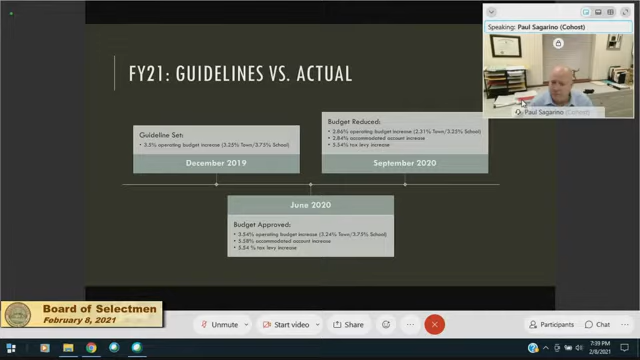 Speaking: Paul Sagarino (Cohost)
Paul Sagarino (Cohost)
FY21: GUIDELINES VS. ACTUAL
Guideline Set:
• 3.5% operating budget increase (3.25% Town/3.75% School)
December 2019
Budget Reduced:
• 2.86% operating budget increase (2.31% Town/3.25% School)
• 2.84% accommodated account increase
• 5.54% tax levy increase
September 2020
June 2020
Budget Approved:
• 3.54% operating budget increase (3.24% Town/3.75% School)
• 5.58% accommodated account increase
• 5.54 % tax levy increase
Board of Selectmen
February 8, 2021
Unmute
Start video
Share
Participants
Chat
7:39 PM
2/8/2021